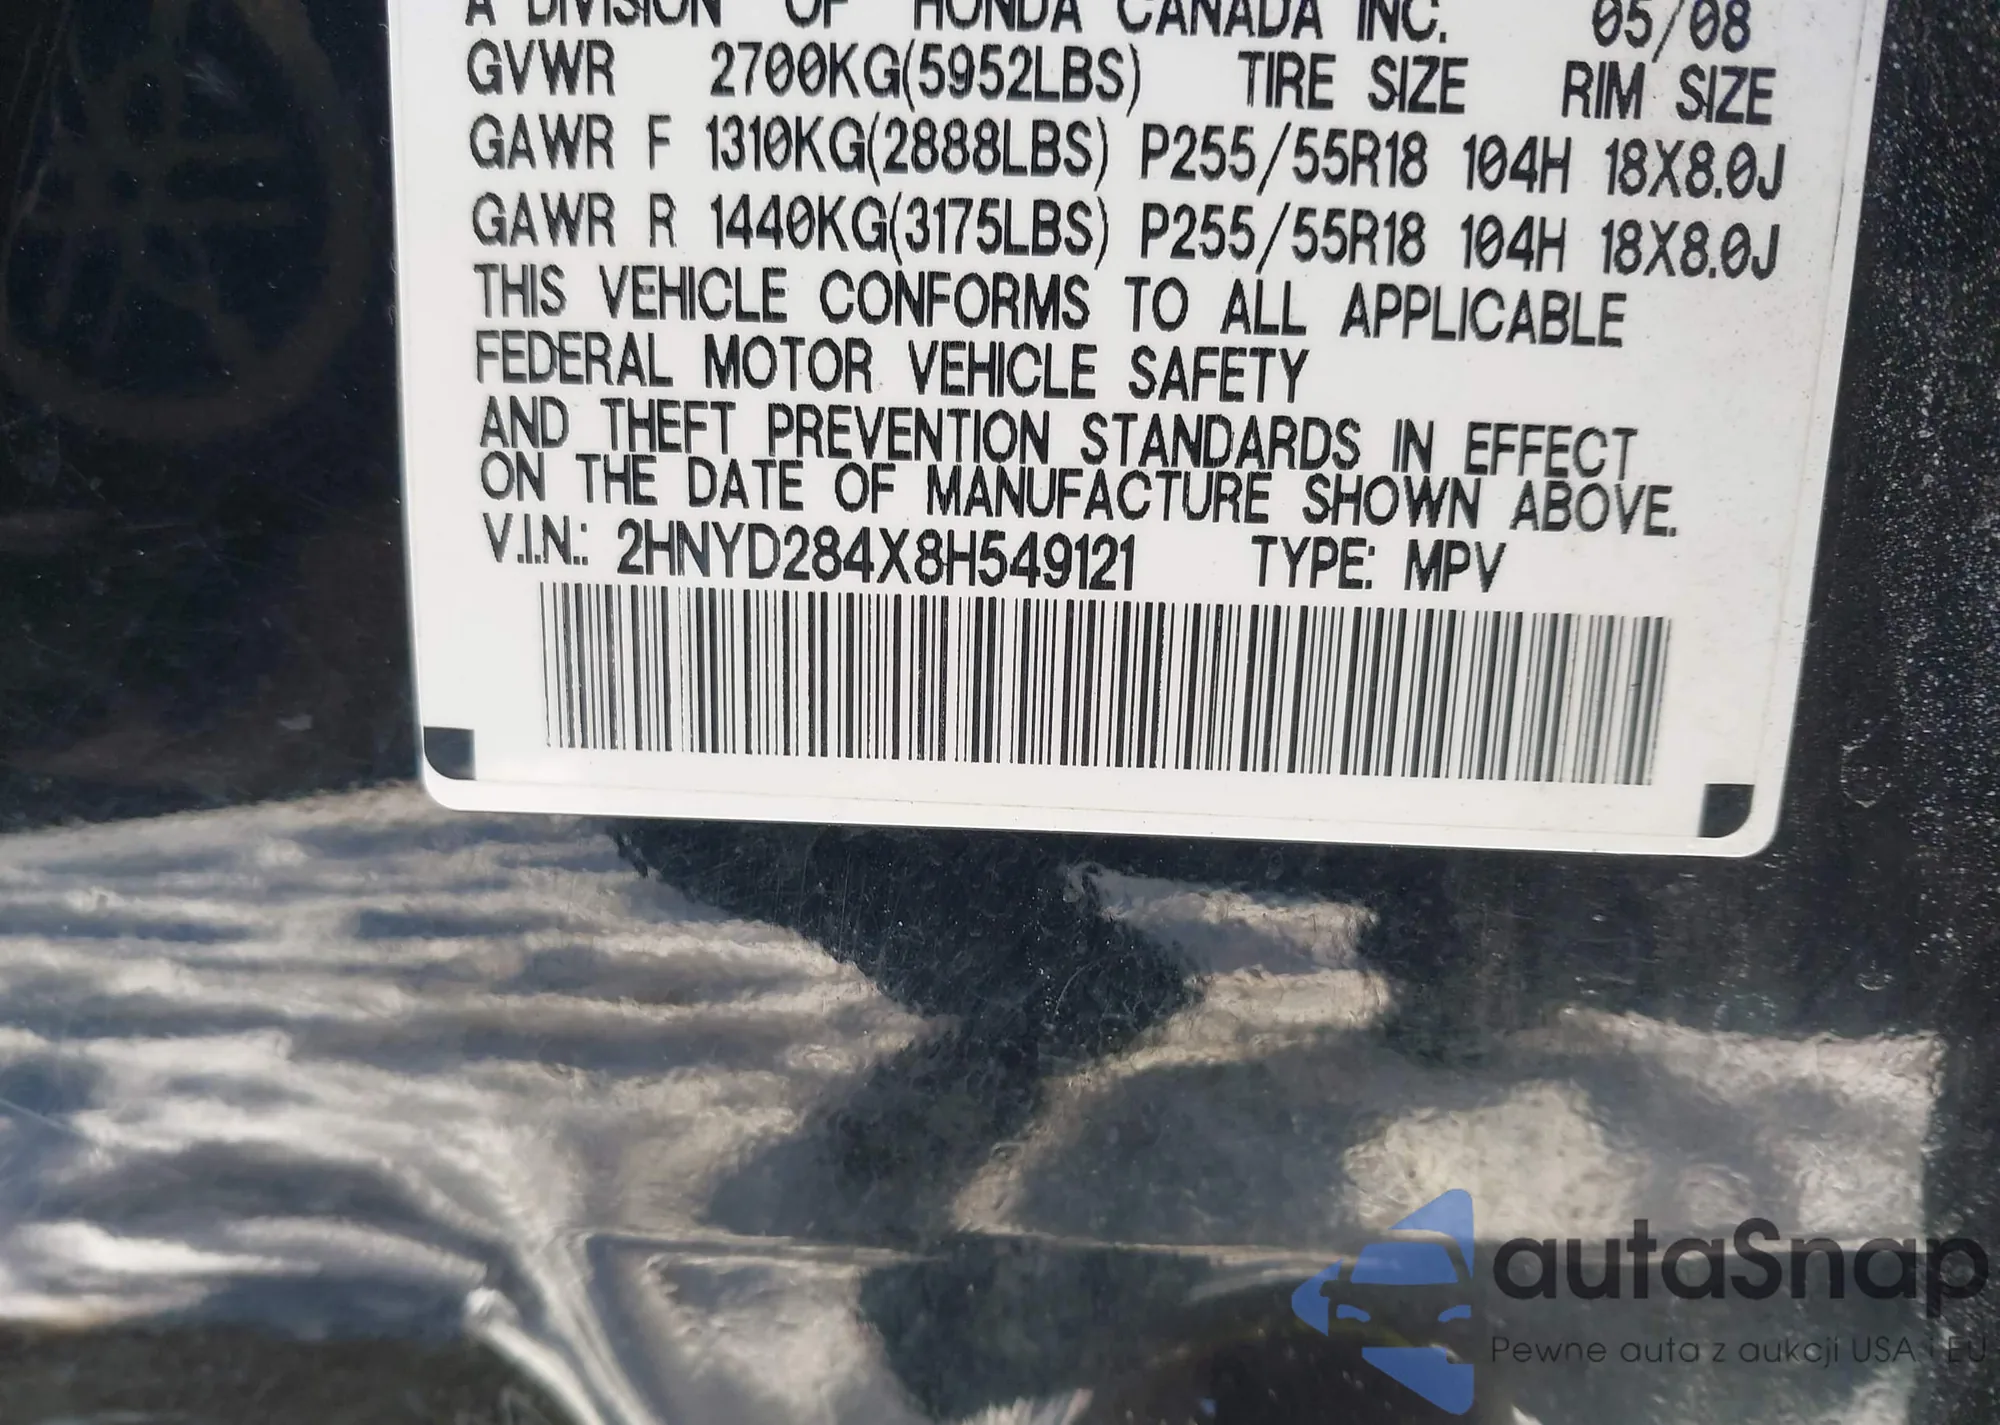 A DIVISION OF HONDA CANADA INC. 05/08
GVWR 2700KG(5952LBS) TIRE SIZE RIM SIZE
GAWR F 1310KG(2888LBS) P255/55R18 104H 18X8.0J
GAWR R 1440KG(3175LBS) P255/55R18 104H 18X8.0J
THIS VEHICLE CONFORMS TO ALL APPLICABLE
FEDERAL MOTOR VEHICLE SAFETY
AND THEFT PREVENTION STANDARDS IN EFFECT
ON THE DATE OF MANUFACTURE SHOWN ABOVE.
V.I.N.: 2HNYD284X8H549121 TYPE: MPV
autaSnap
Pewne auta z aukcji USA i EU